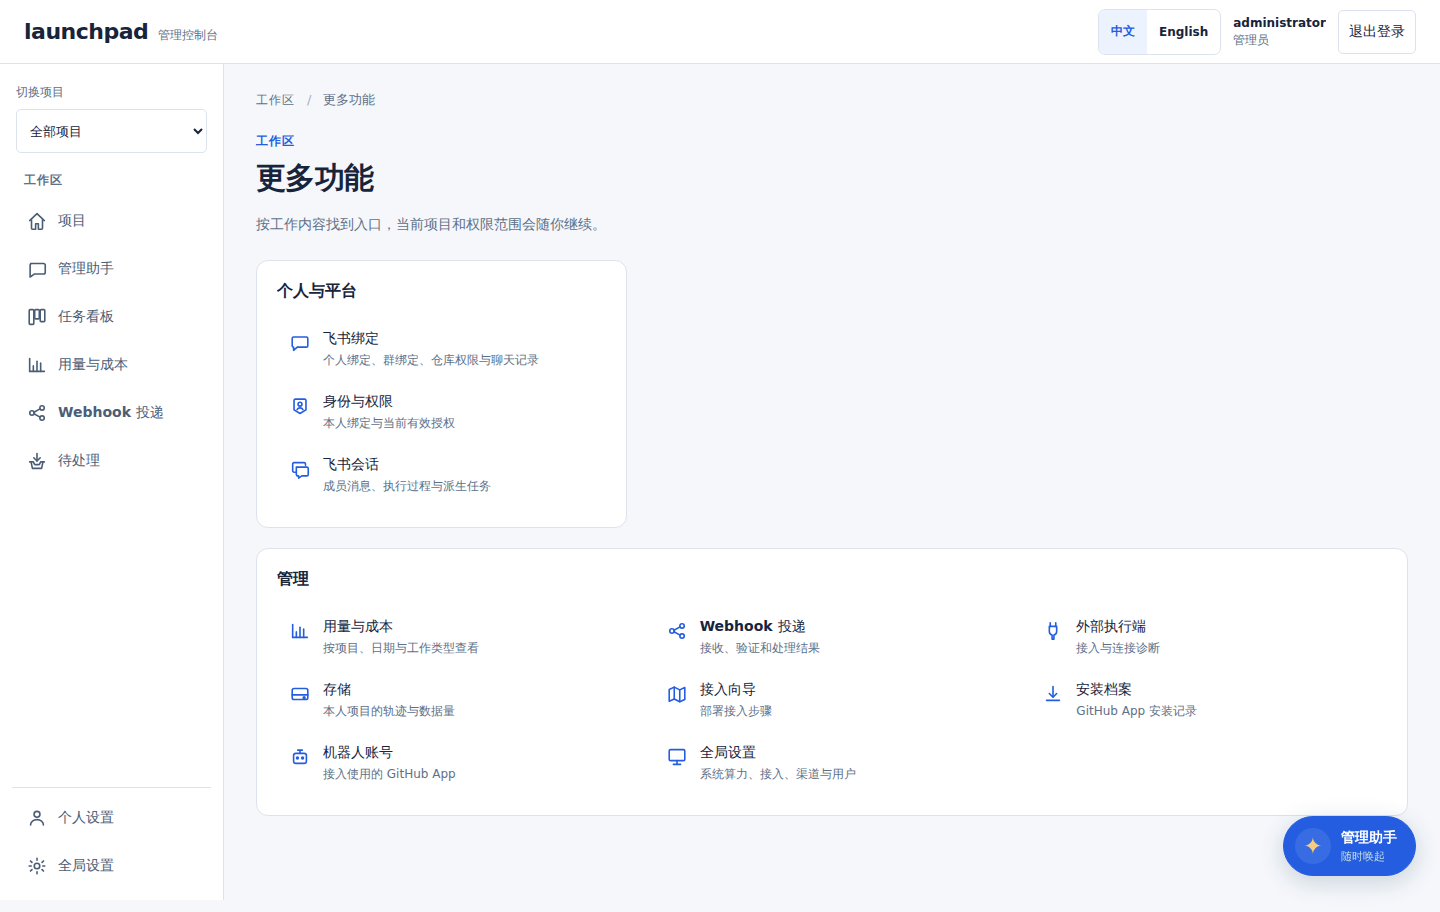 launchpad 管理控制台
中文 English
administrator
管理员
退出登录
切换项目
全部项目
工作区
项目
管理助手
任务看板
用量与成本
Webhook 投递
待处理
个人设置
全局设置
工作区 / 更多功能
工作区
更多功能
按工作内容找到入口，当前项目和权限范围会随你继续。
个人与平台
飞书绑定
个人绑定、群绑定、仓库权限与聊天记录
身份与权限
本人绑定与当前有效授权
飞书会话
成员消息、执行过程与派生任务
管理
用量与成本
按项目、日期与工作类型查看
Webhook 投递
接收、验证和处理结果
外部执行端
接入与连接诊断
存储
本人项目的轨迹与数据量
接入向导
部署接入步骤
安装档案
GitHub App 安装记录
机器人账号
接入使用的 GitHub App
全局设置
系统算力、接入、渠道与用户
管理助手
随时唤起